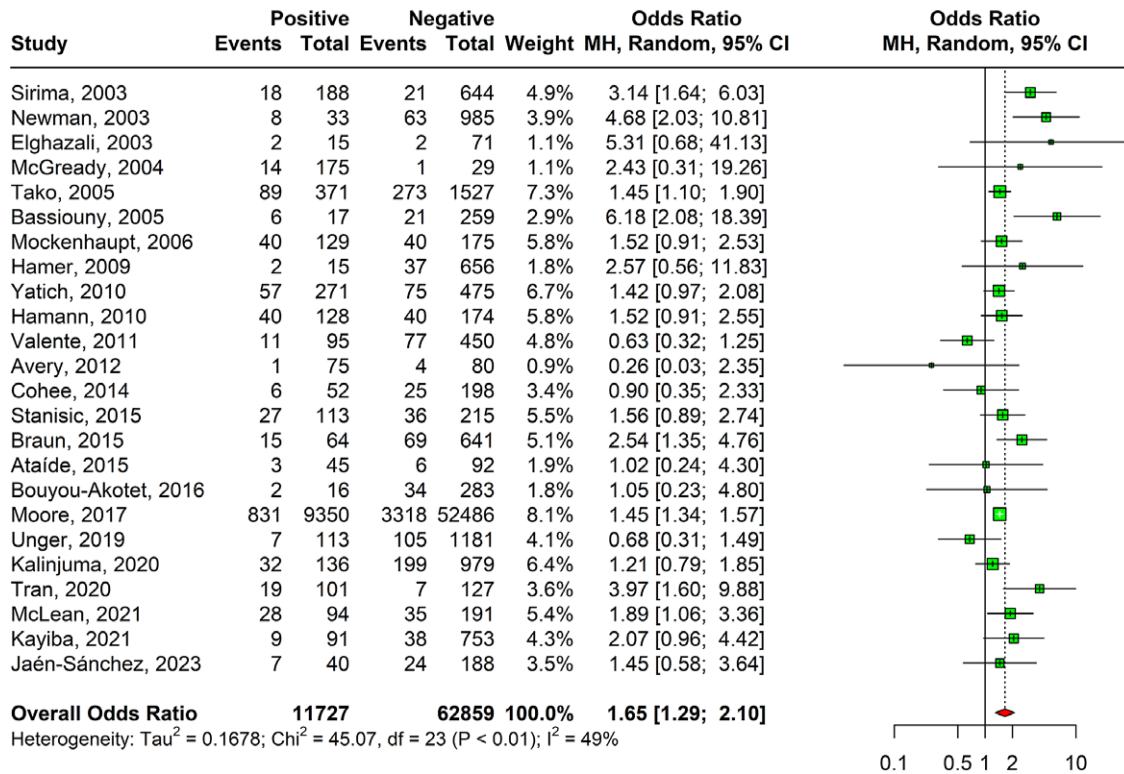 Positive Negative Odds Ratio Odds Ratio
Study Events Total Events Total Weight MH, Random, 95% CI MH, Random, 95% CI
Sirima, 2003 18 188 21 644 4.9% 3.14 [1.64; 6.03]
Newman, 2003 8 33 63 985 3.9% 4.68 [2.03; 10.81]
Elghazali, 2003 2 15 2 71 1.1% 5.31 [0.68; 41.13]
McGready, 2004 14 175 1 29 1.1% 2.43 [0.31; 19.26]
Tako, 2005 89 371 273 1527 7.3% 1.45 [1.10; 1.90]
Bassiouny, 2005 6 17 21 259 2.9% 6.18 [2.08; 18.39]
Mockenhaupt, 2006 40 129 40 175 5.8% 1.52 [0.91; 2.53]
Hamer, 2009 2 15 37 656 1.8% 2.57 [0.56; 11.83]
Yatich, 2010 57 271 75 475 6.7% 1.42 [0.97; 2.08]
Hamann, 2010 40 128 40 174 5.8% 1.52 [0.91; 2.55]
Valente, 2011 11 95 77 450 4.7% 0.63 [0.32; 1.25]
Avery, 2012 1 75 4 80 0.9% 0.26 [0.03; 2.35]
Cohee, 2014 6 52 25 198 3.4% 0.90 [0.35; 2.33]
Stanisic, 2015 27 113 36 215 5.5% 1.56 [0.89; 2.74]
Braun, 2015 15 64 69 641 5.1% 2.54 [1.35; 4.76]
Ataíde, 2015 3 45 6 92 1.9% 1.02 [0.24; 4.30]
Bouyou-Akotet, 2016 2 16 34 283 1.8% 1.05 [0.23; 4.80]
Moore, 2017 831 9350 3318 52486 8.1% 1.45 [1.34; 1.57]
Unger, 2019 7 113 105 1181 4.1% 0.68 [0.31; 1.49]
Kalinjuma, 2020 32 136 199 979 6.4% 1.21 [0.79; 1.85]
Tran, 2020 19 101 7 127 3.6% 3.97 [1.60; 9.88]
McLean, 2021 28 94 35 191 5.4% 1.89 [1.06; 3.36]
Kayiba, 2021 9 91 38 753 4.3% 2.07 [0.96; 4.42]
Jaén-Sánchez, 2023 7 40 24 188 3.5% 1.45 [0.58; 3.64]
Overall Odds Ratio 11727 62859 100.0% 1.65 [1.29; 2.10]
Heterogeneity: Tau² = 0.1678; Chi² = 45.07, df = 23 (P < 0.01); I² = 49%
0.1 0.5 1 2 10